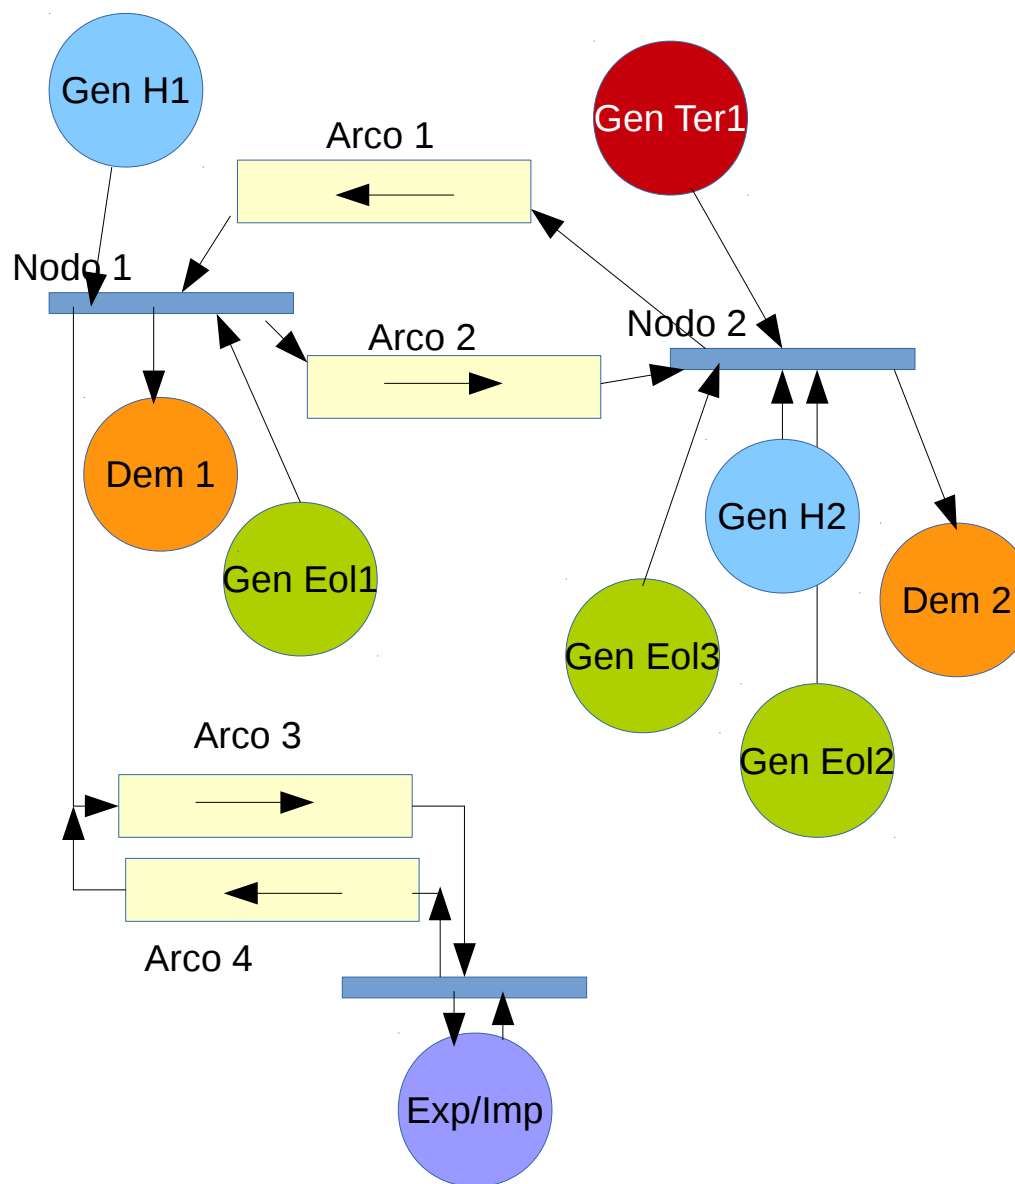 Gen H1
Gen Ter1
Arco 1
Nodo 1
Nodo 2
Arco 2
Dem 1
Gen H2
Gen Eol1
Dem 2
Gen Eol3
Arco 3
Gen Eol2
Arco 4
Exp/Imp